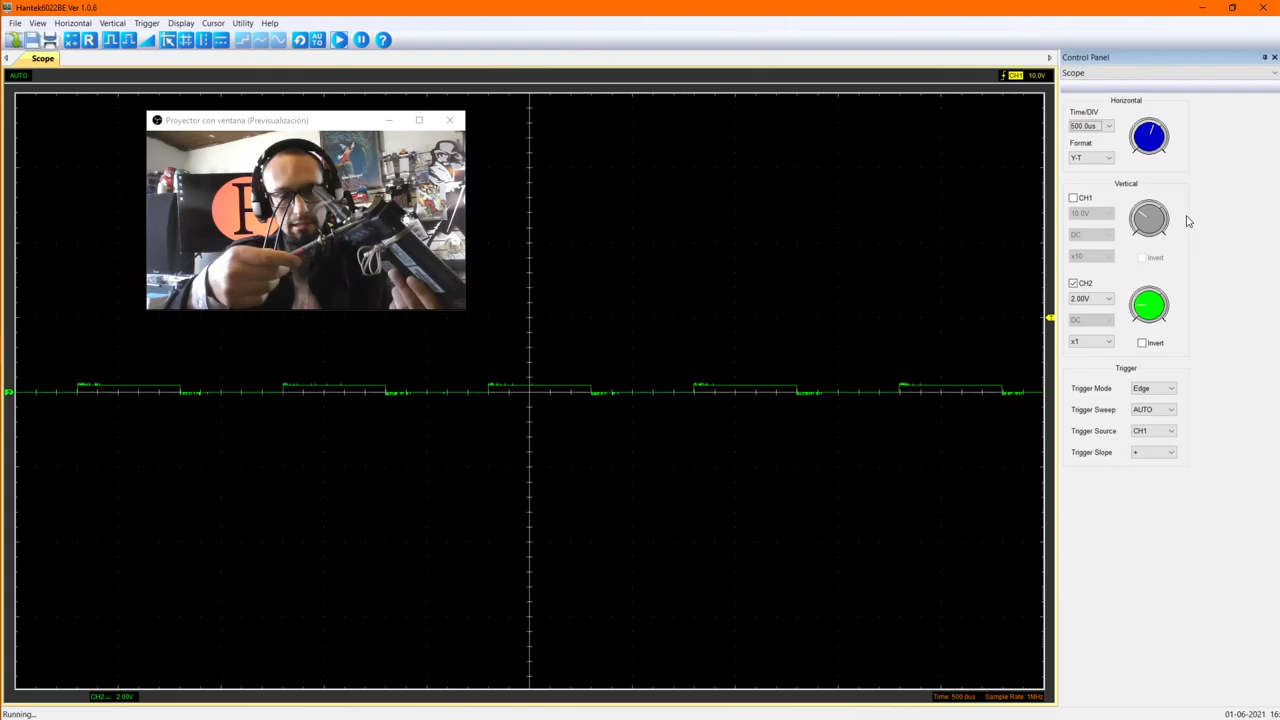 Hantek6022BE Ver 1.0.6
File View Horizontal Vertical Trigger Display Cursor Utility Help
R AUTO ?
Scope
AUTO
CH1 10.0V
Proyector con ventana (Previsualización)
T
2
CH2 2.00V
Time: 500.0us Sample Rate: 1MHz
Control Panel
Scope
Horizontal
Time/DIV
500.0us
Format
Y-T
Vertical
CH1
10.0V
DC
x10
Invert
CH2
2.00V
DC
x1
Invert
Trigger
Trigger Mode Edge
Trigger Sweep AUTO
Trigger Source CH1
Trigger Slope +
Running...
01-06-2021 16: